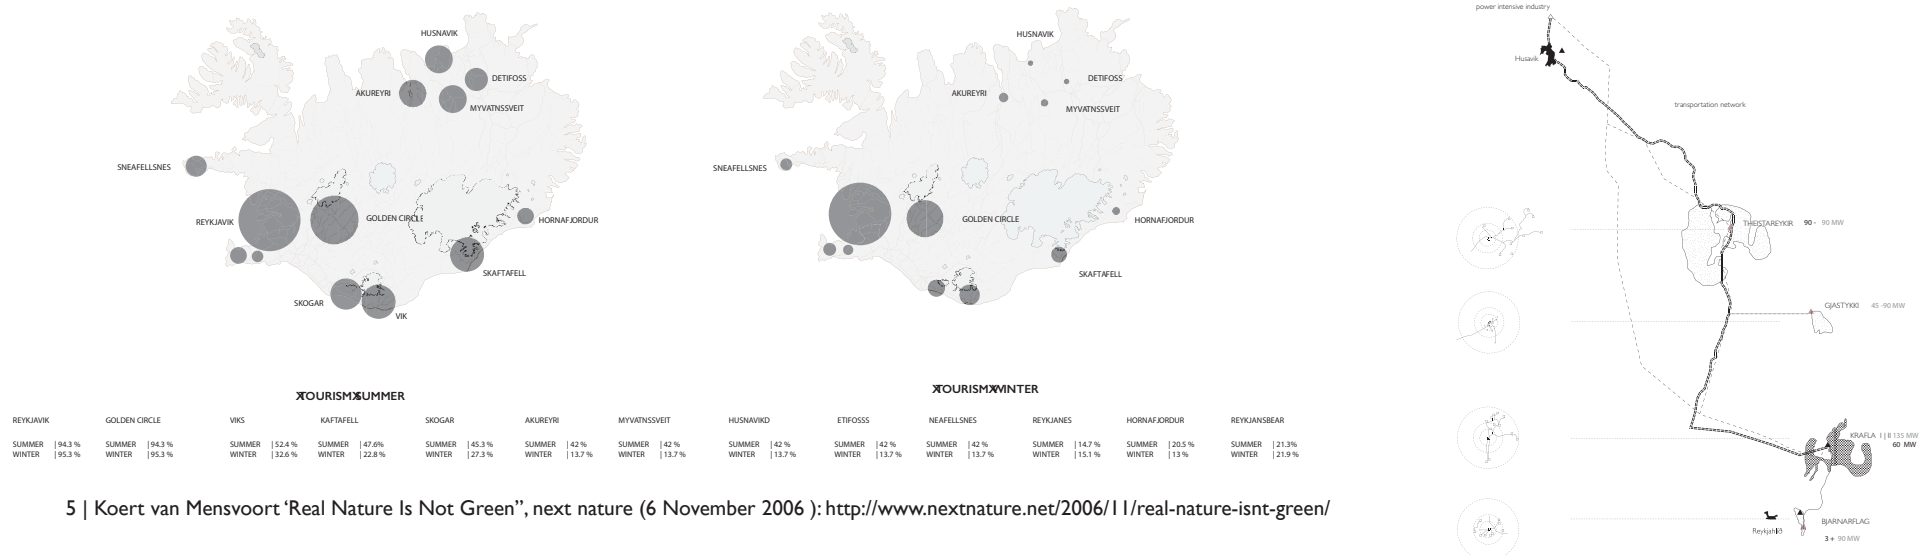 HUSNAVIK
DETIFOSS
AKUREYRI
MYVATNSSVEIT
SNEAFELLSNES
REYKJAVIK
GOLDEN CIRCLE
HORNAFJORDUR
SKAFTAFELL
SKOGAR
VIK
HUSNAVIK
DETIFOSS
AKUREYRI
MYVATNSSVEIT
SNEAFELLSNES
GOLDEN CIRCLE
HORNAFJORDUR
SKAFTAFELL
XTOURISMXSUMMER
XTOURISMXWINTER
REYKJAVIK GOLDEN CIRCLE VIKS KAFTAFELL SKOGAR AKUREYRI MYVATNSSVEIT HUSNAVIKD ETIFOSSS NEAFELLSNES REYKJANES HORNAFJORDUR REYKJANSBEAR
SUMMER | 94.3 % SUMMER | 94.3 % SUMMER | 52.4 % SUMMER | 47.6% SUMMER | 45.3 % SUMMER | 42 % SUMMER | 42 % SUMMER | 42 % SUMMER | 42 % SUMMER | 42 % SUMMER | 14.7 % SUMMER | 20.5 % SUMMER | 21.3%
WINTER | 95.3 % WINTER | 95.3 % WINTER | 32.6 % WINTER | 22.8 % WINTER | 27.3 % WINTER | 13.7 % WINTER | 13.7 % WINTER | 13.7 % WINTER | 13.7 % WINTER | 13.7 % WINTER | 15.1 % WINTER | 13 % WINTER | 21.9 %
5 | Koert van Mensvoort ‘Real Nature Is Not Green”, next nature (6 November 2006 ): http://www.nextnature.net/2006/11/real-nature-isnt-green/
power intensive industry
Husavik
transportation network
THEISTAREYKIR 90 - 90 MW
GJASTYKKI 45 -90 MW
KRAFLA I | II 135 MW
60 MW
Reykjahlið
BJARNARFLAG
3 + 90 MW